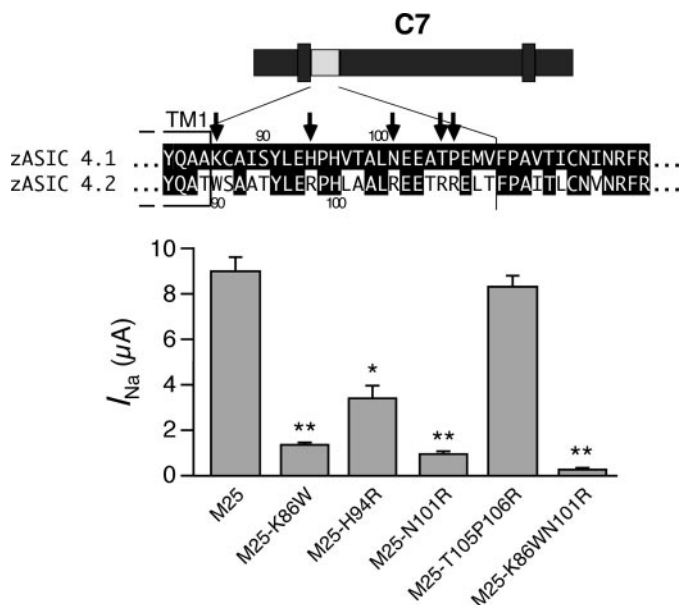 C7
TM1
90 100
zASIC 4.1 ...YQAAKCAISYLEHPHVTALNEEATPEMVFPAVTICNINRFR...
zASIC 4.2 ...YQATWSAATYLERPHLAALREETRRELTFPAITLCNVNRFR...
90 100
10
8
6
4
2
0
I_Na (µA)
** * ** **
M25
M25-K86W
M25-H94R
M25-N101R
M25-T105P106R
M25-K86WN101R